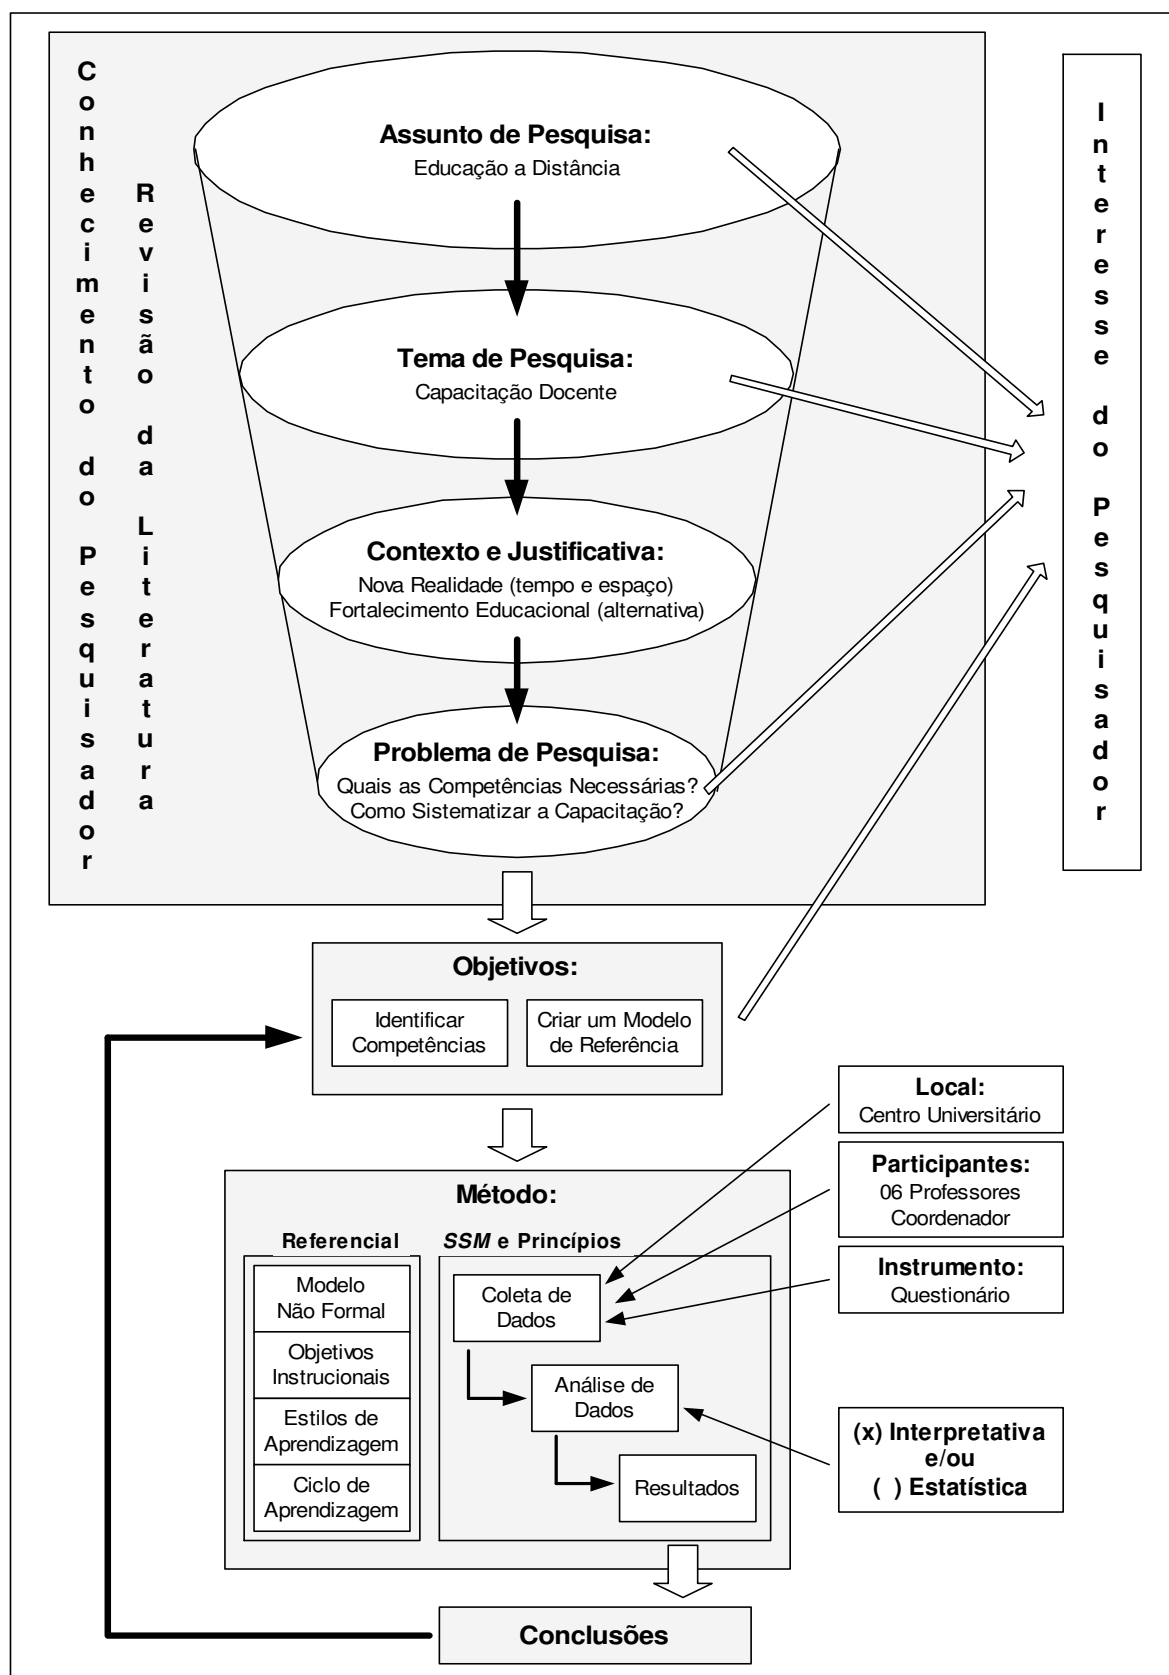 Conhecimento do Pesquisador
Revisão da Literatura
Assunto de Pesquisa:
Educação a Distância
Tema de Pesquisa:
Capacitação Docente
Contexto e Justificativa:
Nova Realidade (tempo e espaço)
Fortalecimento Educacional (alternativa)
Problema de Pesquisa:
Quais as Competências Necessárias?
Como Sistematizar a Capacitação?
Interesse do Pesquisador
Objetivos:
Identificar
Competências
Criar um Modelo
de Referência
Local:
Centro Universitário
Participantes:
06 Professores
Coordenador
Instrumento:
Questionário
Método:
Referencial
Modelo
Não Formal
Objetivos
Instrucionais
Estilos de
Aprendizagem
Ciclo de
Aprendizagem
SSM e Princípios
Coleta de
Dados
Análise de
Dados
Resultados
(x) Interpretativa
e/ou
( ) Estatística
Conclusões